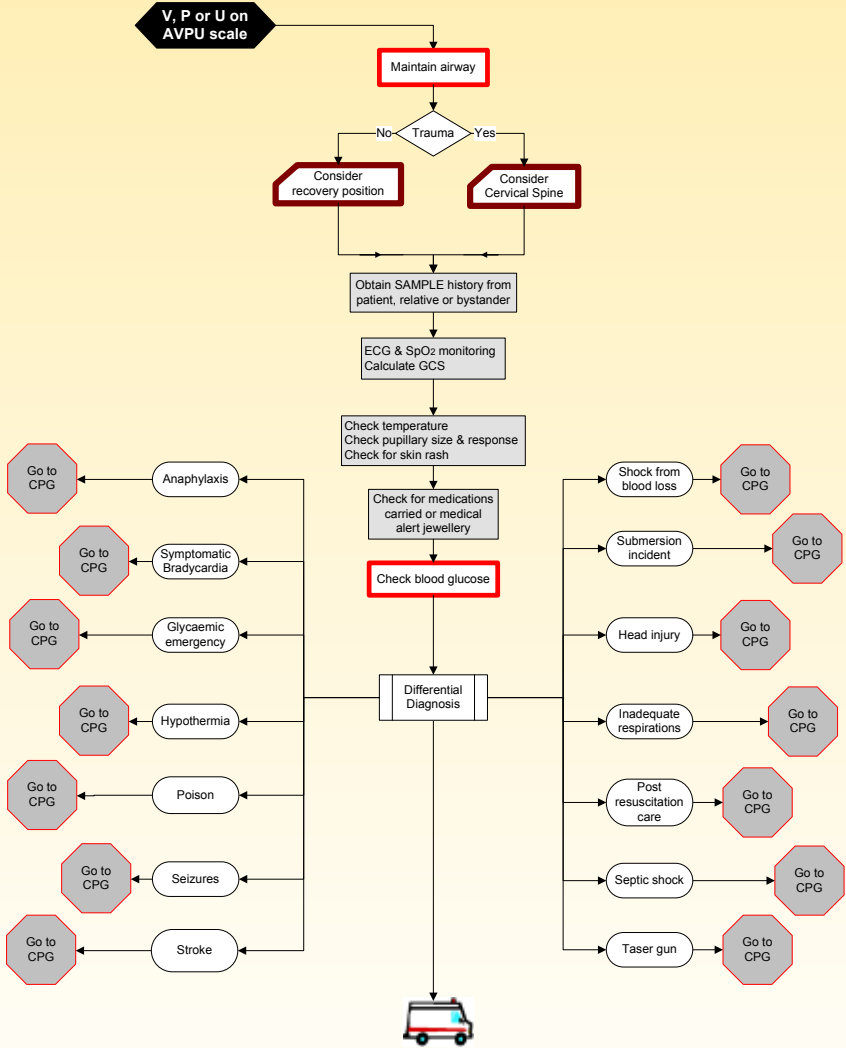 V, P or U on
AVPU scale
Maintain airway
No
Trauma
Yes
Consider
recovery position
Consider
Cervical Spine
Obtain SAMPLE history from
patient, relative or bystander
ECG & SpO2 monitoring
Calculate GCS
Check temperature
Check pupillary size & response
Check for skin rash
Check for medications
carried or medical
alert jewellery
Check blood glucose
Differential
Diagnosis
Go to
CPG
Anaphylaxis
Go to
CPG
Symptomatic
Bradycardia
Go to
CPG
Glycaemic
emergency
Go to
CPG
Hypothermia
Go to
CPG
Poison
Go to
CPG
Seizures
Go to
CPG
Stroke
Shock from
blood loss
Go to
CPG
Submersion
incident
Go to
CPG
Head injury
Go to
CPG
Inadequate
respirations
Go to
CPG
Post
resuscitation
care
Go to
CPG
Septic shock
Go to
CPG
Taser gun
Go to
CPG